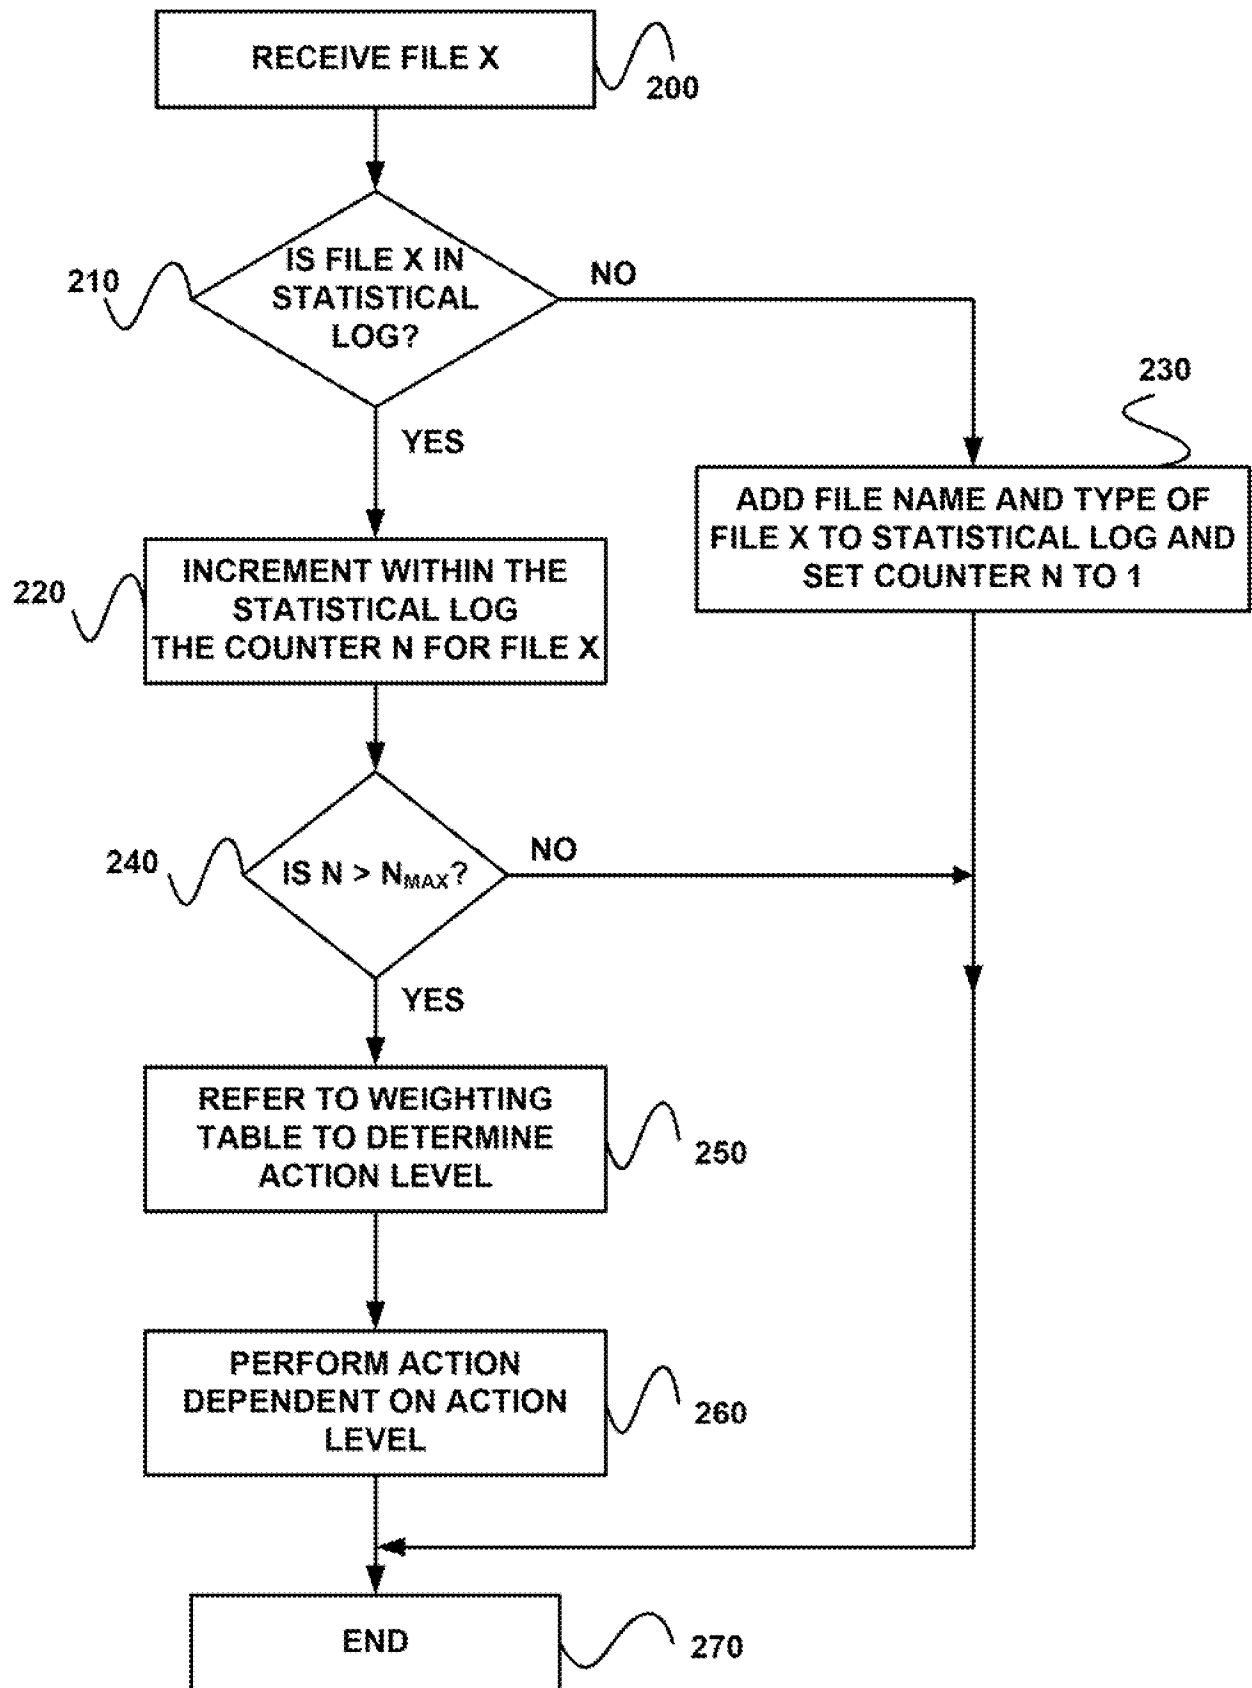 RECEIVE FILE X
200
IS FILE X IN
STATISTICAL
LOG?
210
NO
YES
230
ADD FILE NAME AND TYPE OF
FILE X TO STATISTICAL LOG AND
SET COUNTER N TO 1
INCREMENT WITHIN THE
STATISTICAL LOG
THE COUNTER N FOR FILE X
220
IS N > NMAX?
240
NO
YES
REFER TO WEIGHTING
TABLE TO DETERMINE
ACTION LEVEL
250
PERFORM ACTION
DEPENDENT ON ACTION
LEVEL
260
END
270